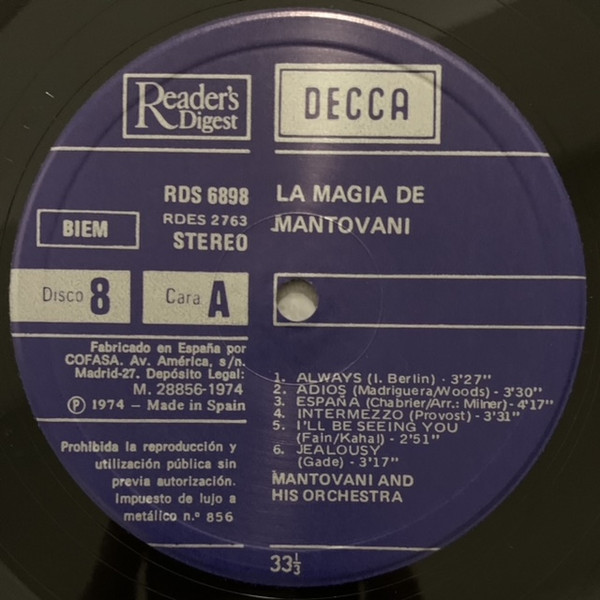 Reader's
Digest
DECCA
RDS 6898
RDES 2763
STEREO
BIEM
LA MAGIA DE
MANTOVANI
Disco 8
Cara A
Fabricado en España por
COFASA. Av. América, s/n.
Madrid-27. Depósito Legal:
M. 28856-1974
Ⓟ 1974 - Made in Spain
Prohibida la reproducción y
utilización pública sin
previa autorización.
Impuesto de lujo a
metálico n.º 856
1. ALWAYS (I. Berlin) - 3'27"
2. ADIOS (Madriguera/Woods) - 3'30"
3. ESPAÑA (Chabrier/Arr.: Milner) - 4'17"
4. INTERMEZZO (Provost) - 3'31"
5. I'LL BE SEEING YOU
(Fain/Kahal) - 2'51"
6. JEALOUSY
(Gade) - 3'17"
MANTOVANI AND
HIS ORCHESTRA
33⅓